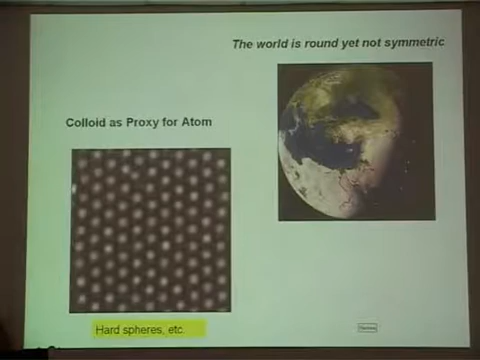 The world is round yet not symmetric
Colloid as Proxy for Atom
Hard spheres, etc.